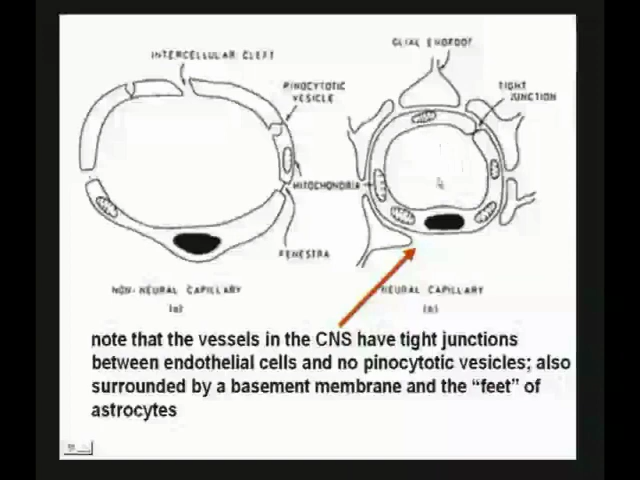 INTERCELLULAR CLEFT
GLIAL ENDFOOT
PINOCYTOTIC
VESICLE
TIGHT
JUNCTION
MITOCHONDRIA
FENESTRA
NON-NEURAL CAPILLARY
(a)
NEURAL CAPILLARY
(b)
note that the vessels in the CNS have tight junctions
between endothelial cells and no pinocytotic vesicles; also
surrounded by a basement membrane and the “feet” of
astrocytes